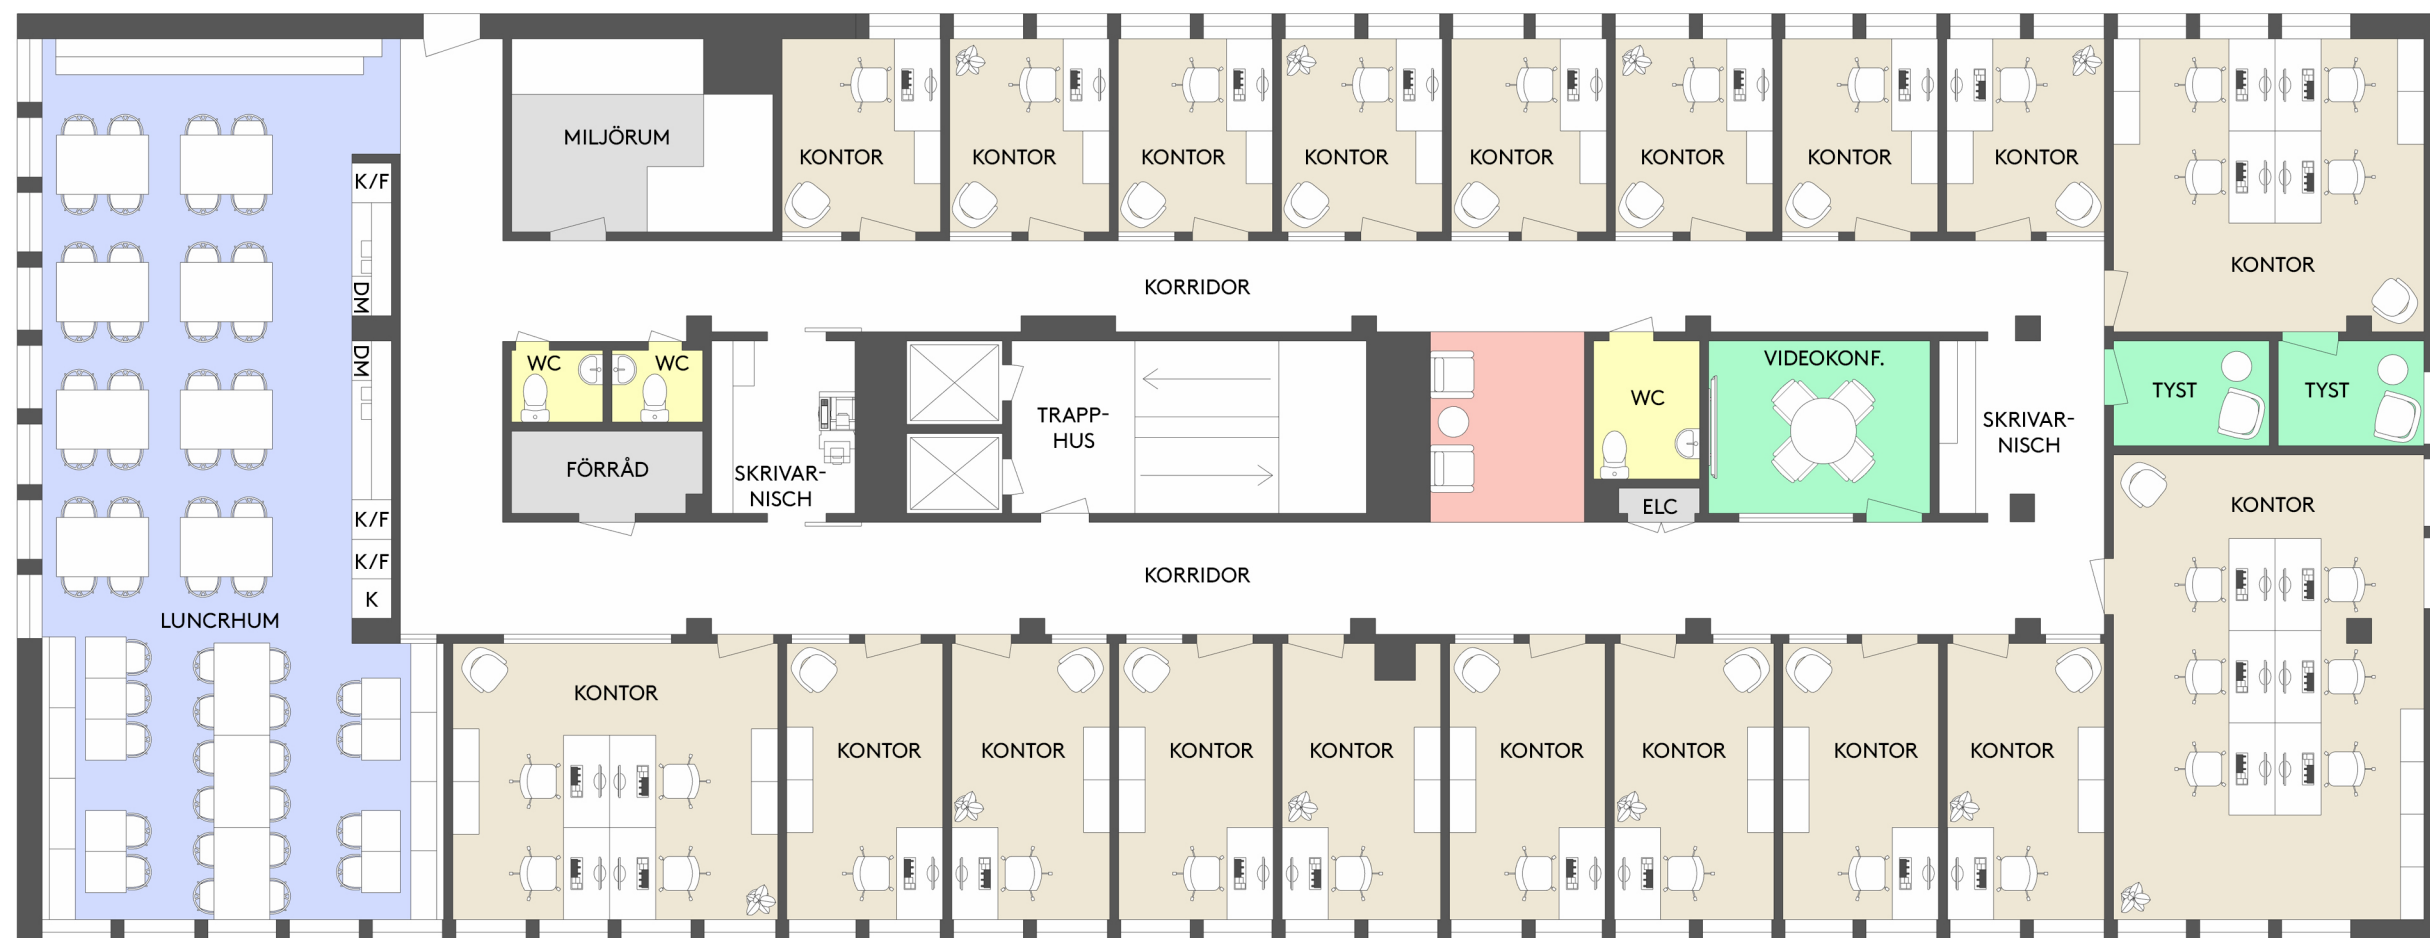 MILJÖRUM
KONTOR
KONTOR
KONTOR
KONTOR
KONTOR
KONTOR
KONTOR
KONTOR
KONTOR
K/F
DM
KORRIDOR
DM
WC
WC
VIDEOKONF.
WC
TYST
TYST
TRAPP-
HUS
SKRIVAR-
NISCH
FÖRRÅD
SKRIVAR-
NISCH
ELC
KONTOR
K/F
K/F
K
KORRIDOR
LUNCRHUM
KONTOR
KONTOR
KONTOR
KONTOR
KONTOR
KONTOR
KONTOR
KONTOR
KONTOR